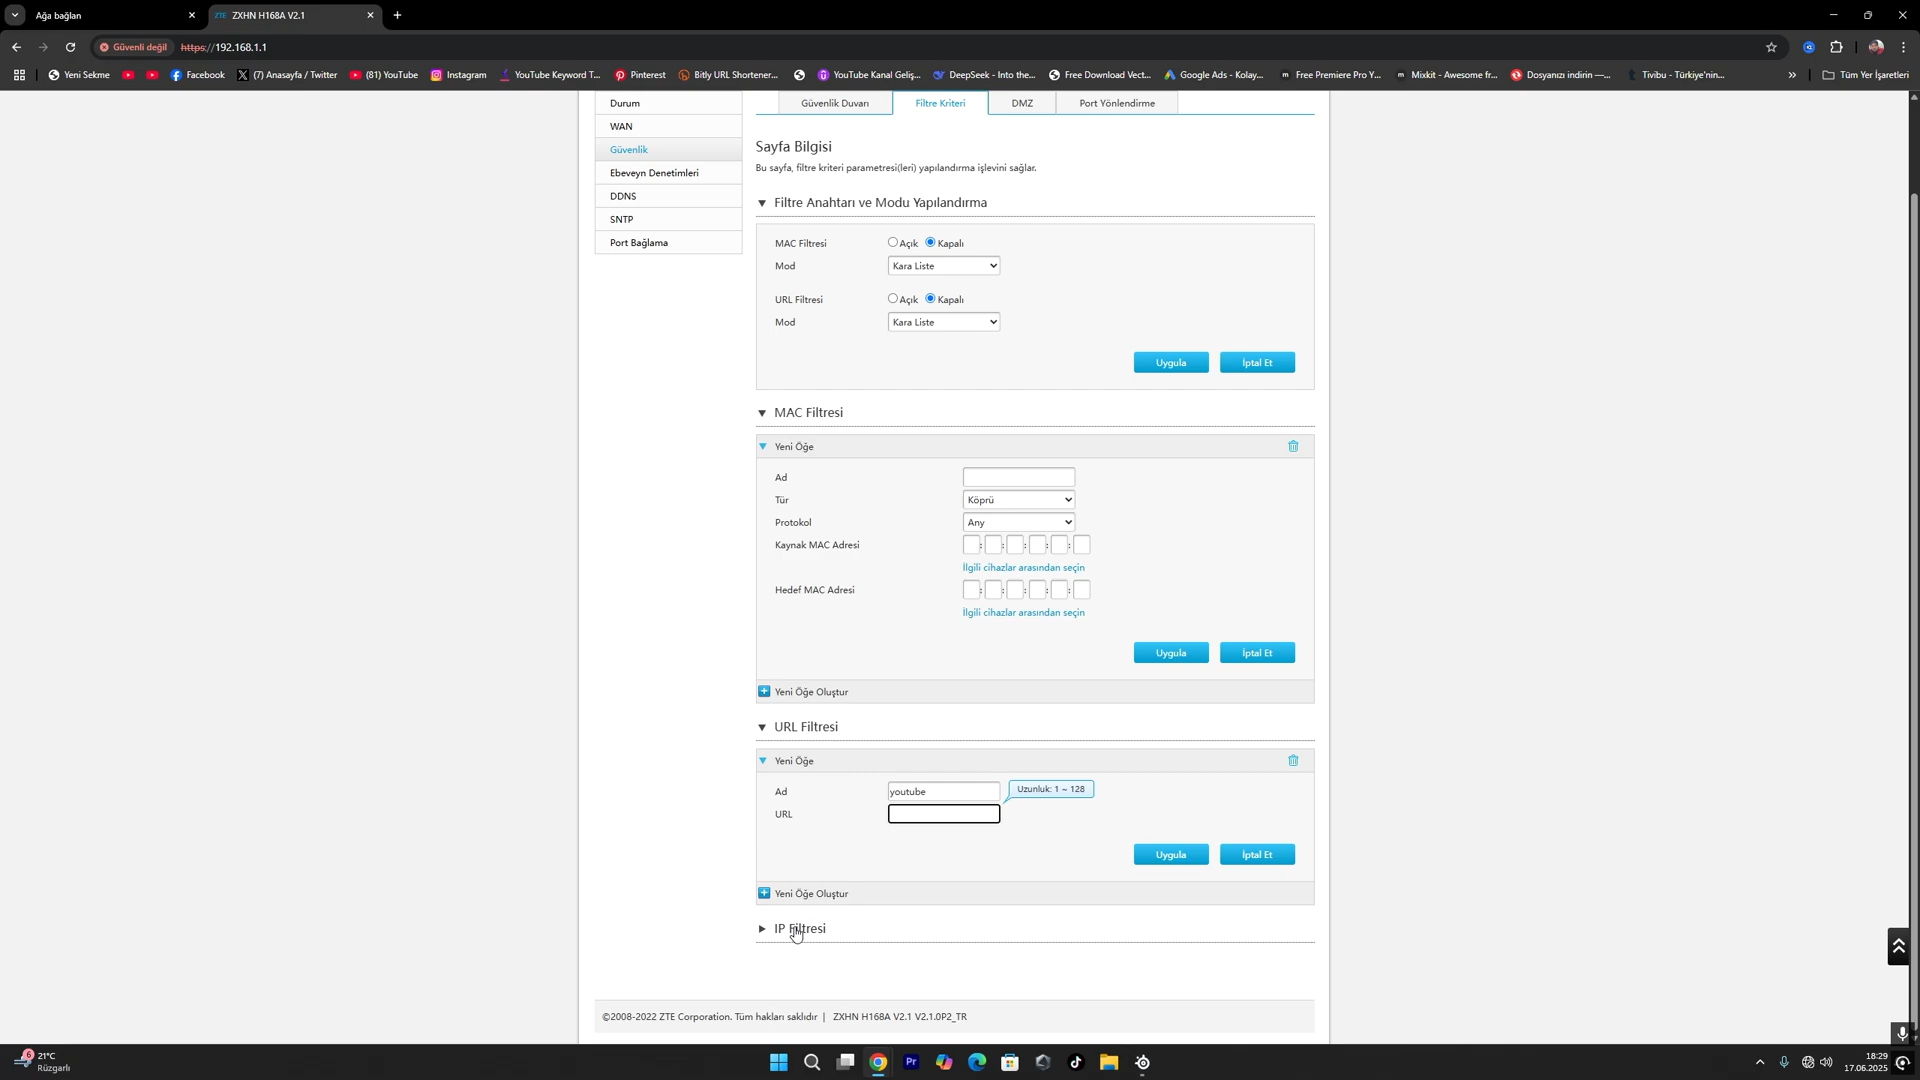 Ağa bağlan
ZTE ZXHN H168A V2.1
Güvenli değil https://192.168.1.1
Yeni Sekme
Facebook
(7) Anasayfa / Twitter
(81) YouTube
Instagram
YouTube Keyword T...
Pinterest
Bitly URL Shortener...
YouTube Kanal Geliş...
DeepSeek - Into the...
Free Download Vect...
Google Ads - Kolay...
Free Premiere Pro Y...
Mixkit - Awesome fr...
Dosyanızı indirin —...
Tivibu - Türkiye'nin...
Tüm Yer İşaretleri
Durum
WAN
Güvenlik
Ebeveyn Denetimleri
DDNS
SNTP
Port Bağlama
Güvenlik Duvarı
Filtre Kriteri
DMZ
Port Yönlendirme
Sayfa Bilgisi
Bu sayfa, filtre kriteri parametresi(leri) yapılandırma işlevini sağlar.
Filtre Anahtarı ve Modu Yapılandırma
MAC Filtresi Açık Kapalı
Mod Kara Liste
URL Filtresi Açık Kapalı
Mod Kara Liste
Uygula İptal Et
MAC Filtresi
Yeni Öğe
Ad
Tür Köprü
Protokol Any
Kaynak MAC Adresi : : : : :
İlgili cihazlar arasından seçin
Hedef MAC Adresi : : : : :
İlgili cihazlar arasından seçin
Uygula İptal Et
Yeni Öğe Oluştur
URL Filtresi
Yeni Öğe
Ad youtube Uzunluk: 1 ~ 128
URL
Uygula İptal Et
Yeni Öğe Oluştur
IP Filtresi
©2008-2022 ZTE Corporation. Tüm hakları saklıdır | ZXHN H168A V2.1 V2.1.0P2_TR
6
21°C
Rüzgarlı
Pr
18:29
17.06.2025